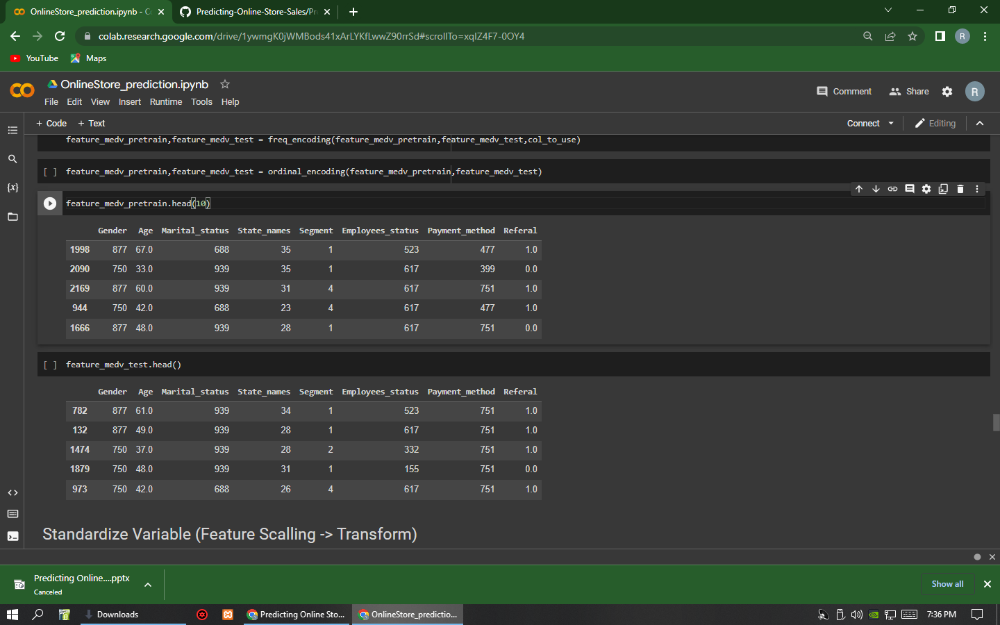 OnlineStore_prediction.ipynb - Co
Predicting-Online-Store-Sales/Pre
colab.research.google.com/drive/1ywmgK0jWMBods41xArLYKfLwwZ90rrSd#scrollTo=xqIZ4F7-0OY4
R
YouTube
Maps
OnlineStore_prediction.ipynb
File Edit View Insert Runtime Tools Help
Comment
Share
R
+ Code + Text
Connect
Editing
feature_medv_pretrain,feature_medv_test = freq_encoding(feature_medv_pretrain,feature_medv_test,col_to_use)
[ ] feature_medv_pretrain,feature_medv_test = ordinal_encoding(feature_medv_pretrain,feature_medv_test)
{x}
feature_medv_pretrain.head(10)
Gender Age Marital_status State_names Segment Employees_status Payment_method Referal
1998 877 67.0 688 35 1 523 477 1.0
2090 750 33.0 939 35 1 617 399 0.0
2169 877 60.0 939 31 4 617 751 1.0
944 750 42.0 688 23 4 617 477 1.0
1666 877 48.0 939 28 1 617 751 0.0
[ ] feature_medv_test.head()
Gender Age Marital_status State_names Segment Employees_status Payment_method Referal
782 877 61.0 939 34 1 523 751 1.0
132 877 49.0 939 28 1 617 751 1.0
1474 750 37.0 939 28 2 332 751 1.0
1879 750 48.0 939 31 1 155 751 0.0
973 750 42.0 688 26 4 617 751 1.0
Standardize Variable (Feature Scalling -> Transform)
Predicting Online....pptx
Canceled
Show all
Downloads
Predicting Online Sto...
OnlineStore_predictio...
7:36 PM